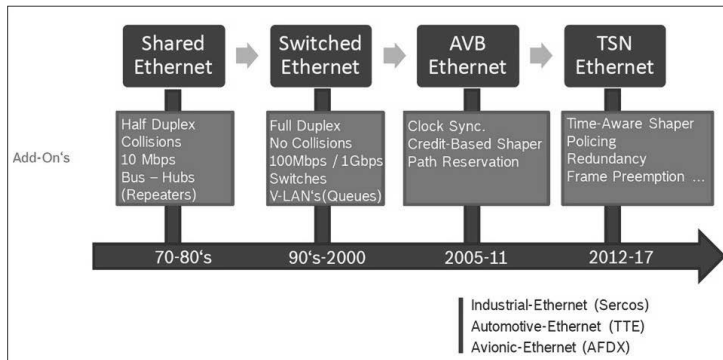 Shared
Ethernet
Switched
Ethernet
AVB
Ethernet
TSN
Ethernet
Add-On's
Half Duplex
Collisions
10 Mbps
Bus – Hubs
(Repeaters)
Full Duplex
No Collisions
100Mbps / 1Gbps
Switches
V-LAN's(Queues)
Clock Sync.
Credit-Based Shaper
Path Reservation
Time-Aware Shaper
Policing
Redundancy
Frame Preemption ...
70-80's
90's-2000
2005-11
2012-17
Industrial-Ethernet (Sercos)
Automotive-Ethernet (TTE)
Avionic-Ethernet (AFDX)